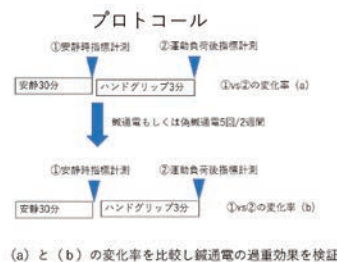 プロトコール
①安静時指標計測 ②運動負荷後指標計測
安静30分 ハンドグリップ3分 ①vs②の変化率（a）
鍼通電もしくは偽鍼通電5回/2週間
①安静時指標計測 ②運動負荷後指標計測
安静30分 ハンドグリップ3分 ①vs②の変化率（b）
（a）と（b）の変化率を比較し鍼通電の過重効果を検証